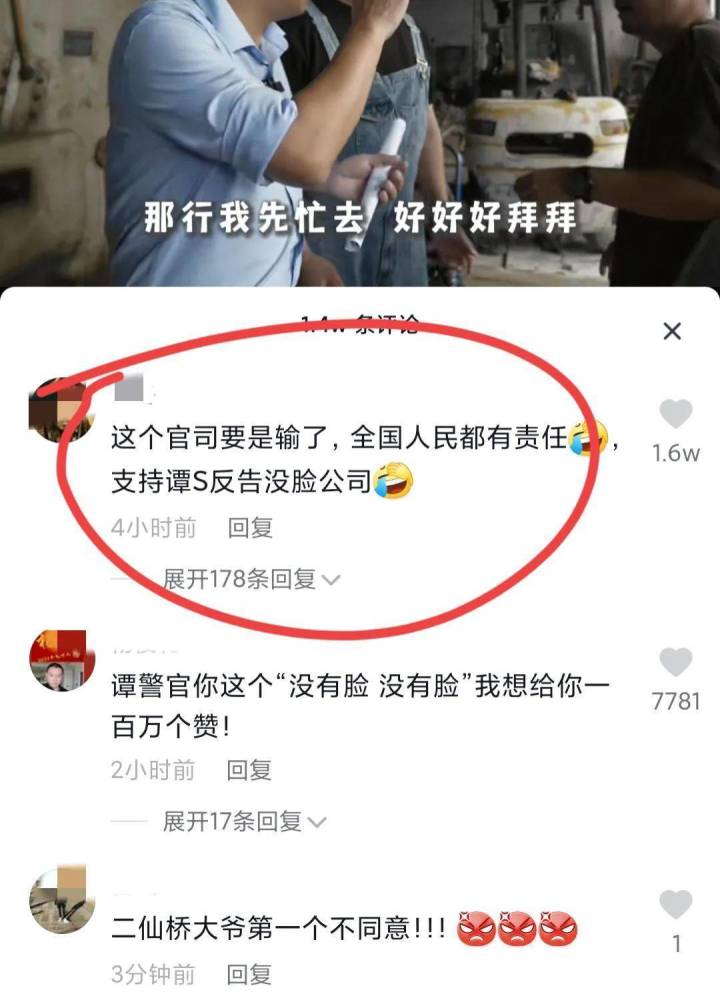 那行我先忙去 好好好拜拜
1.4w 条评论
这个官司要是输了，全国人民都有责任，
支持谭S反告没脸公司
1.6w
4小时前 回复
展开178条回复
谭警官你这个“没有脸 没有脸”我想给你一
百万个赞！
7781
2小时前 回复
展开17条回复
二仙桥大爷第一个不同意!!!
1
3分钟前 回复